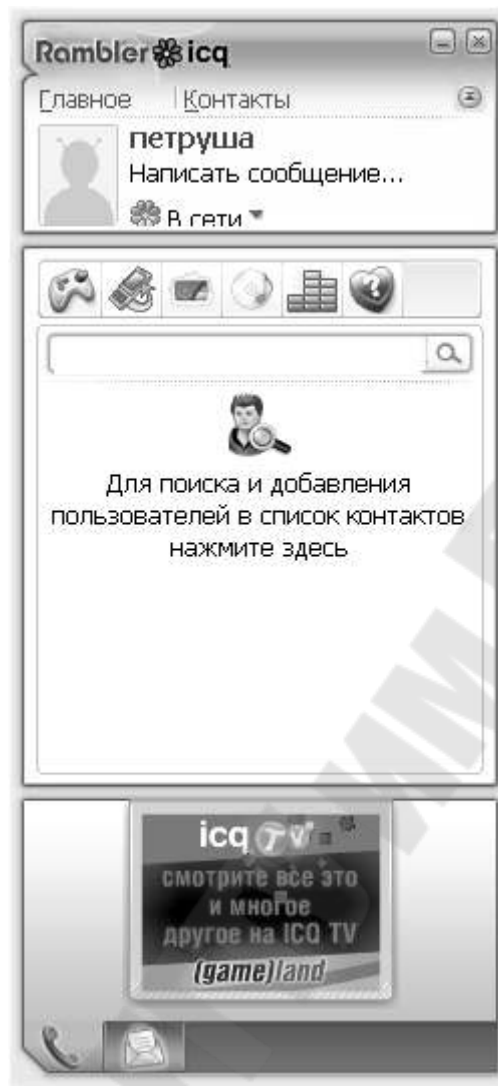 Rambler icq
Главное Контакты
петруша
Написать сообщение...
В сети
Для поиска и добавления
пользователей в список контактов
нажмите здесь
icq TV
смотрите все это
и многое
другое на ICQ TV
(game)land